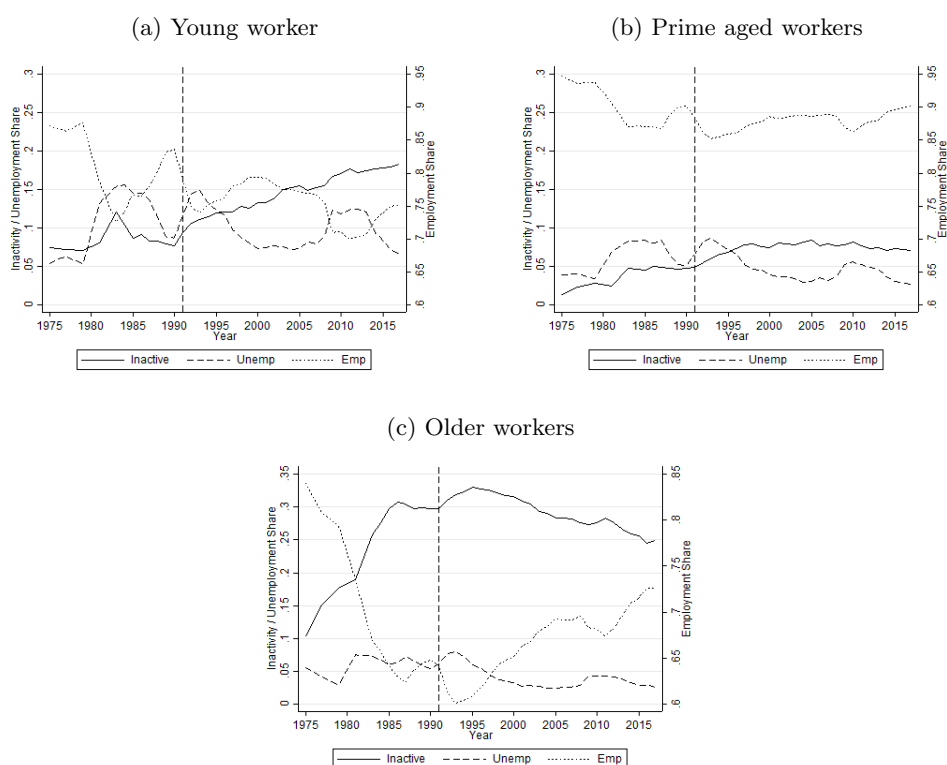 (a) Young worker
.3
.25
.2
.15
.1
.05
0
Inactivity / Unemployment Share
.95
.9
.85
.8
.75
.7
.65
.6
Employment Share
1975 1980 1985 1990 1995 2000 2005 2010 2015
Year
Inactive Unemp Emp
(b) Prime aged workers
.3
.25
.2
.15
.1
.05
0
Inactivity / Unemployment Share
.95
.9
.85
.8
.75
.7
.65
.6
Employment Share
1975 1980 1985 1990 1995 2000 2005 2010 2015
Year
Inactive Unemp Emp
(c) Older workers
.35
.3
.25
.2
.15
.1
.05
0
Inactivity / Unemployment Share
.85
.8
.75
.7
.65
.6
Employment Share
1975 1980 1985 1990 1995 2000 2005 2010 2015
Year
Inactive Unemp Emp